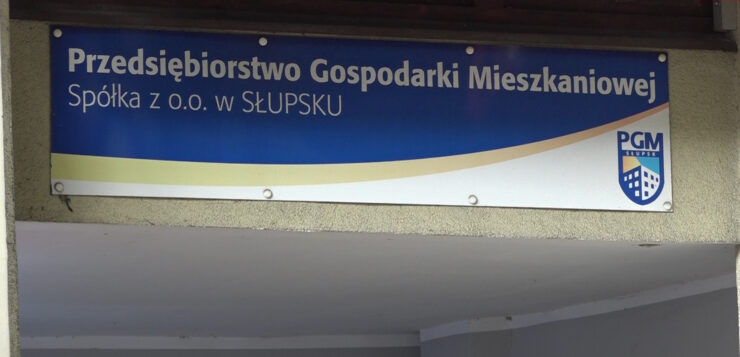 Przedsiębiorstwo Gospodarki Mieszkaniowej
Spółka z o.o. w SŁUPSKU
PGM
SŁUPSK